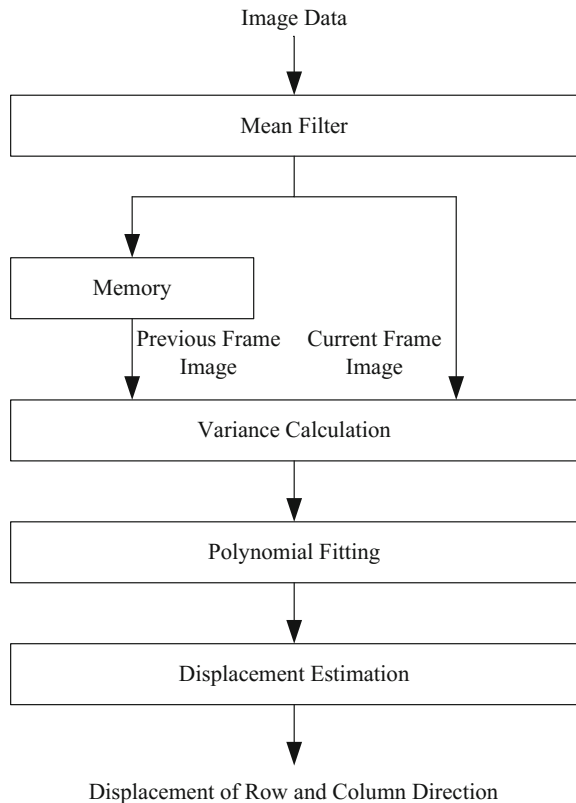 Image Data
Mean Filter
Memory
Previous Frame
Image
Current Frame
Image
Variance Calculation
Polynomial Fitting
Displacement Estimation
Displacement of Row and Column Direction